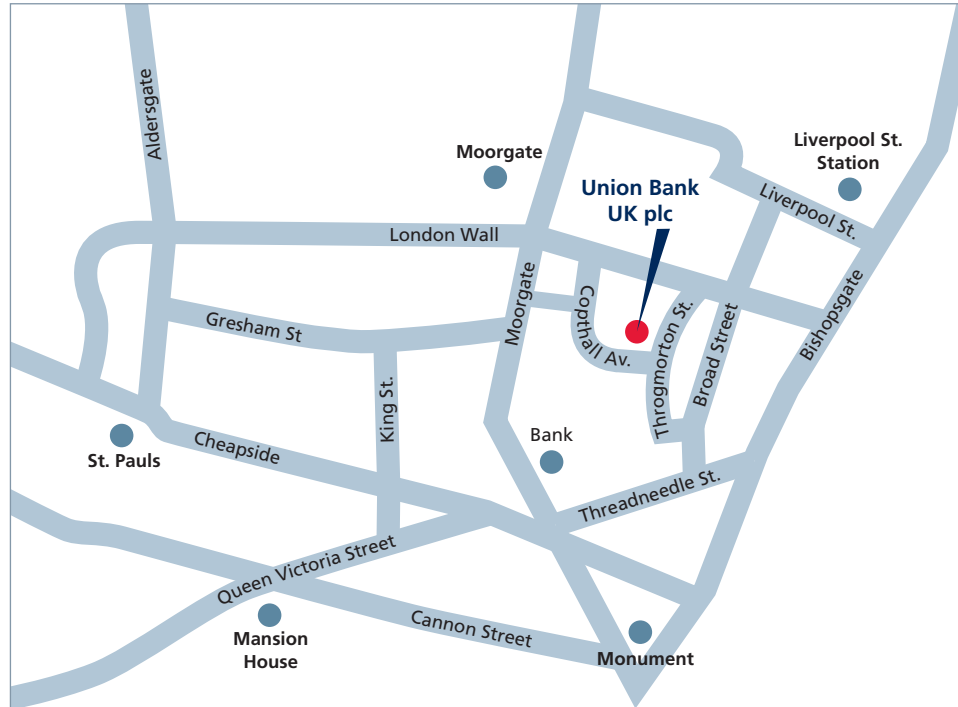 Aldersgate
Moorgate
Liverpool St.
Station
Union Bank
UK plc
Liverpool St.
London Wall
Moorgate
Copthall Av.
Throgmorton St.
Broad Street
Bishopsgate
Gresham St
King St.
Bank
St. Pauls
Cheapside
Threadneedle St.
Queen Victoria Street
Cannon Street
Mansion
House
Monument